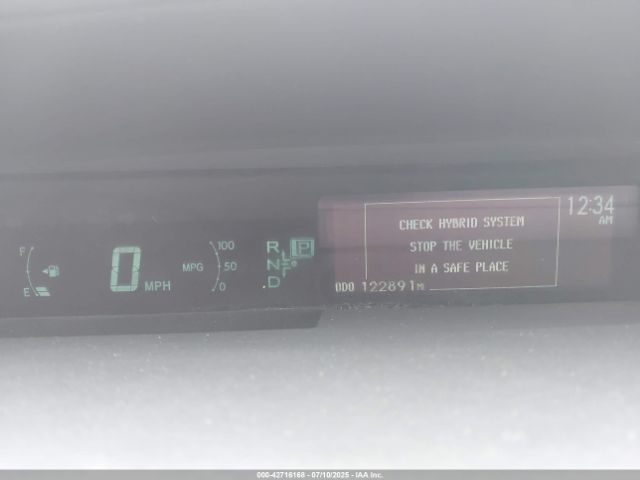 12:34
AM
CHECK HYBRID SYSTEM
STOP THE VEHICLE
IN A SAFE PLACE
ODO 122891 MI
F
E
0 MPH
MPG
100
50
0
R P
N
D
000-42716168 - 07/10/2025 - IAA Inc.